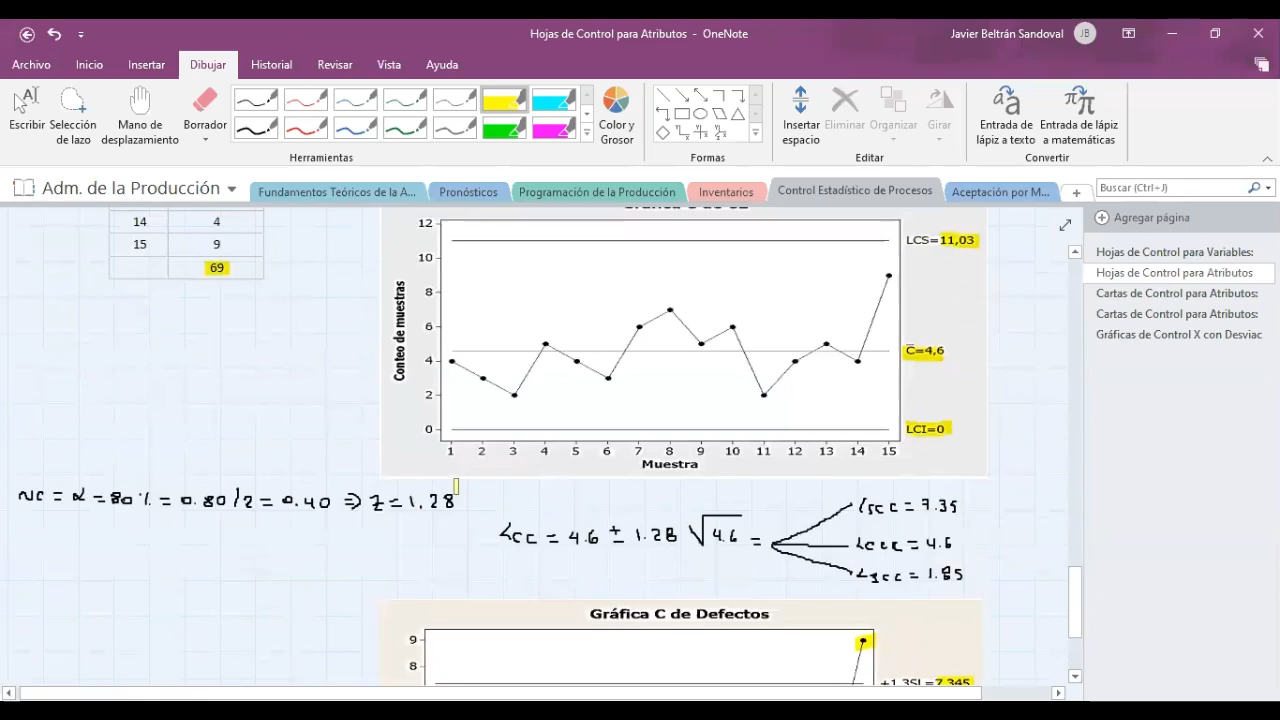 Hojas de Control para Atributos - OneNote
Javier Beltrán Sandoval JB
Archivo Inicio Insertar Dibujar Historial Revisar Vista Ayuda
Escribir
Selección de lazo
Mano de desplazamiento
Borrador
Color y Grosor
Insertar espacio
Eliminar
Organizar
Girar
Entrada de lápiz a texto
Entrada de lápiz a matemáticas
Herramientas Formas Editar Convertir
Adm. de la Producción
Fundamentos Teóricos de la A...
Pronósticos
Programación de la Producción
Inventarios
Control Estadístico de Procesos
Aceptación por M...
Buscar (Ctrl+J)
Agregar página
Hojas de Control para Variables:
Hojas de Control para Atributos
Cartas de Control para Atributos:
Cartas de Control para Atributos:
Gráficas de Control X con Desviac
14 4
15 9
69
Conteo de muestras
12
10
8
6
4
2
0
LCS=11,03
C̅=4,6
LCI=0
1 2 3 4 5 6 7 8 9 10 11 12 13 14 15
Muestra
NC = α = 80% = 0.80/2 = 0.40 ⇒ Z = 1.28
LCC = 4.6 ± 1.28 √4.6 =
LSCC = 7.35
LCCC = 4.6
= 1.85
Gráfica C de Defectos
9
8
+1,3SL=7,345